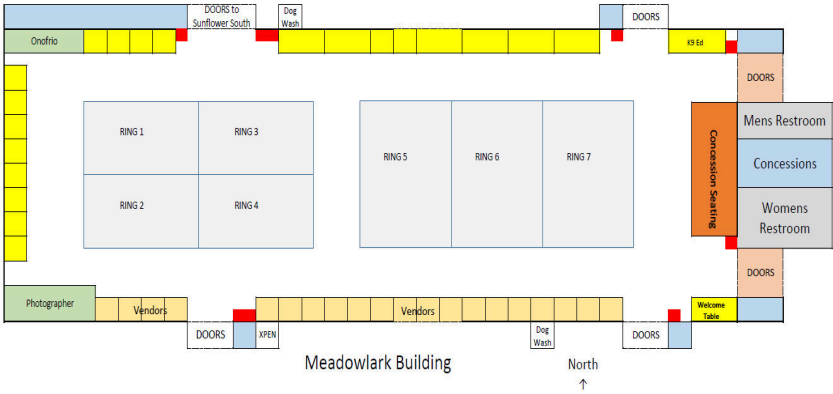 DOORS to
Sunflower South
Dog
Wash
DOORS
Onofrio
K9 Ed
DOORS
RING 1
RING 3
RING 5
RING 6
RING 7
RING 2
RING 4
Concession Seating
Mens Restroom
Concessions
Womens
Restroom
DOORS
Photographer
Vendors
Vendors
Welcome
Table
DOORS
XPEN
Dog
Wash
DOORS
Meadowlark Building
North
↑